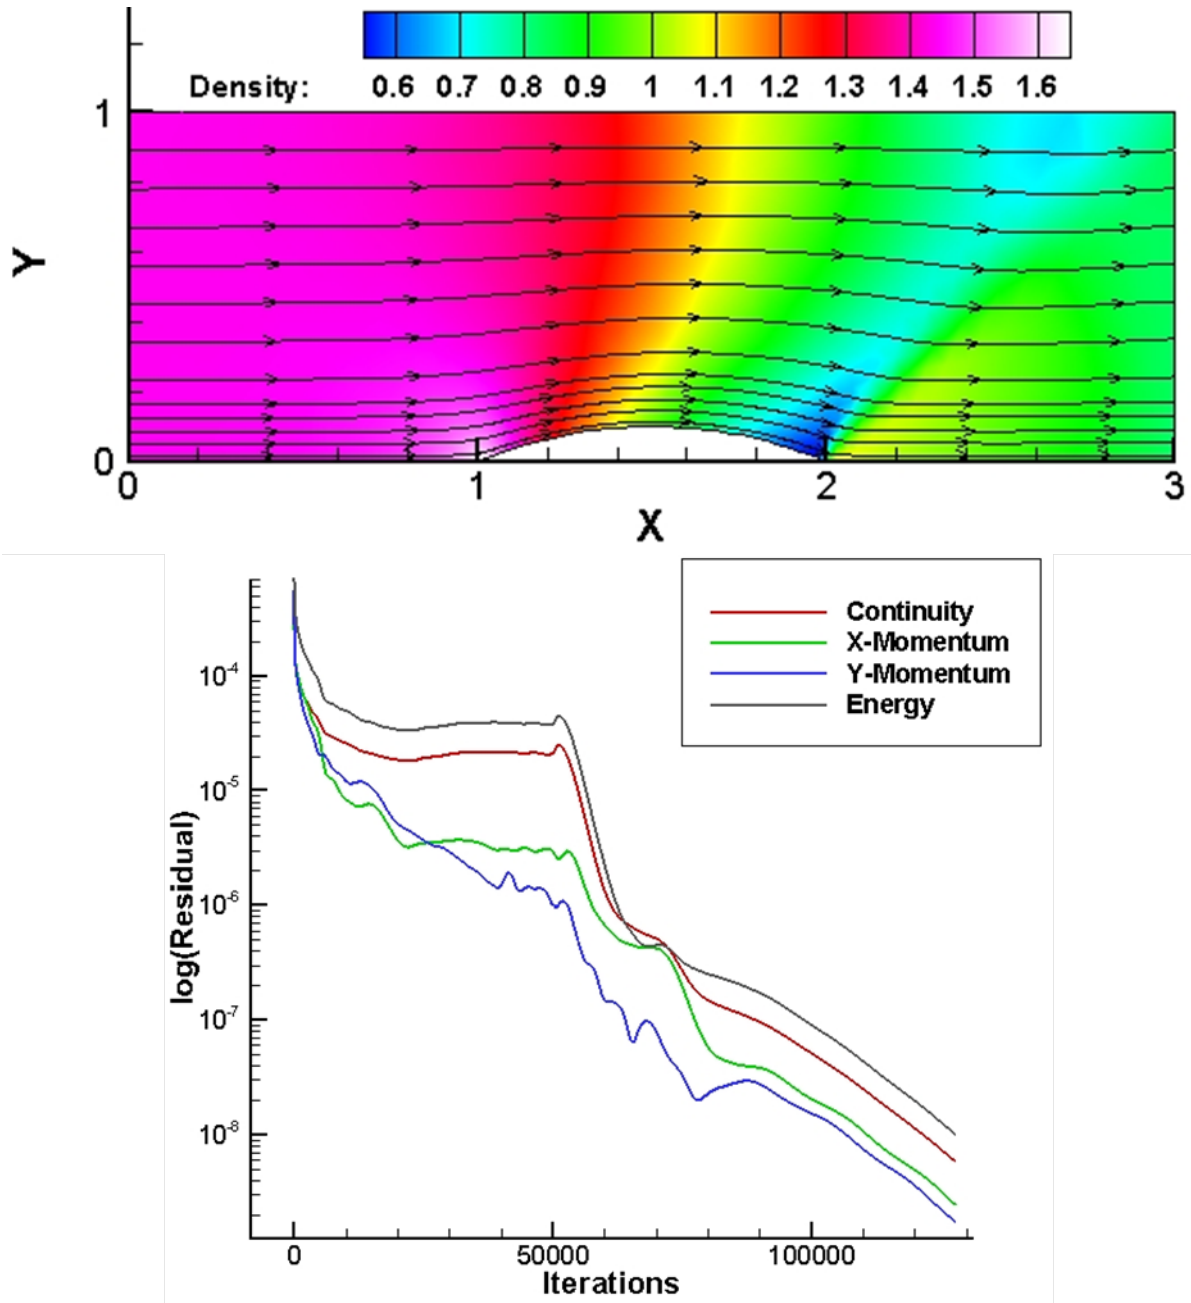 Density: 0.6 0.7 0.8 0.9 1 1.1 1.2 1.3 1.4 1.5 1.6
1
Y
0
0 1 2 3
X
Continuity
X-Momentum
Y-Momentum
Energy
10-4
10-5
10-6
10-7
10-8
log(Residual)
0 50000 100000
Iterations